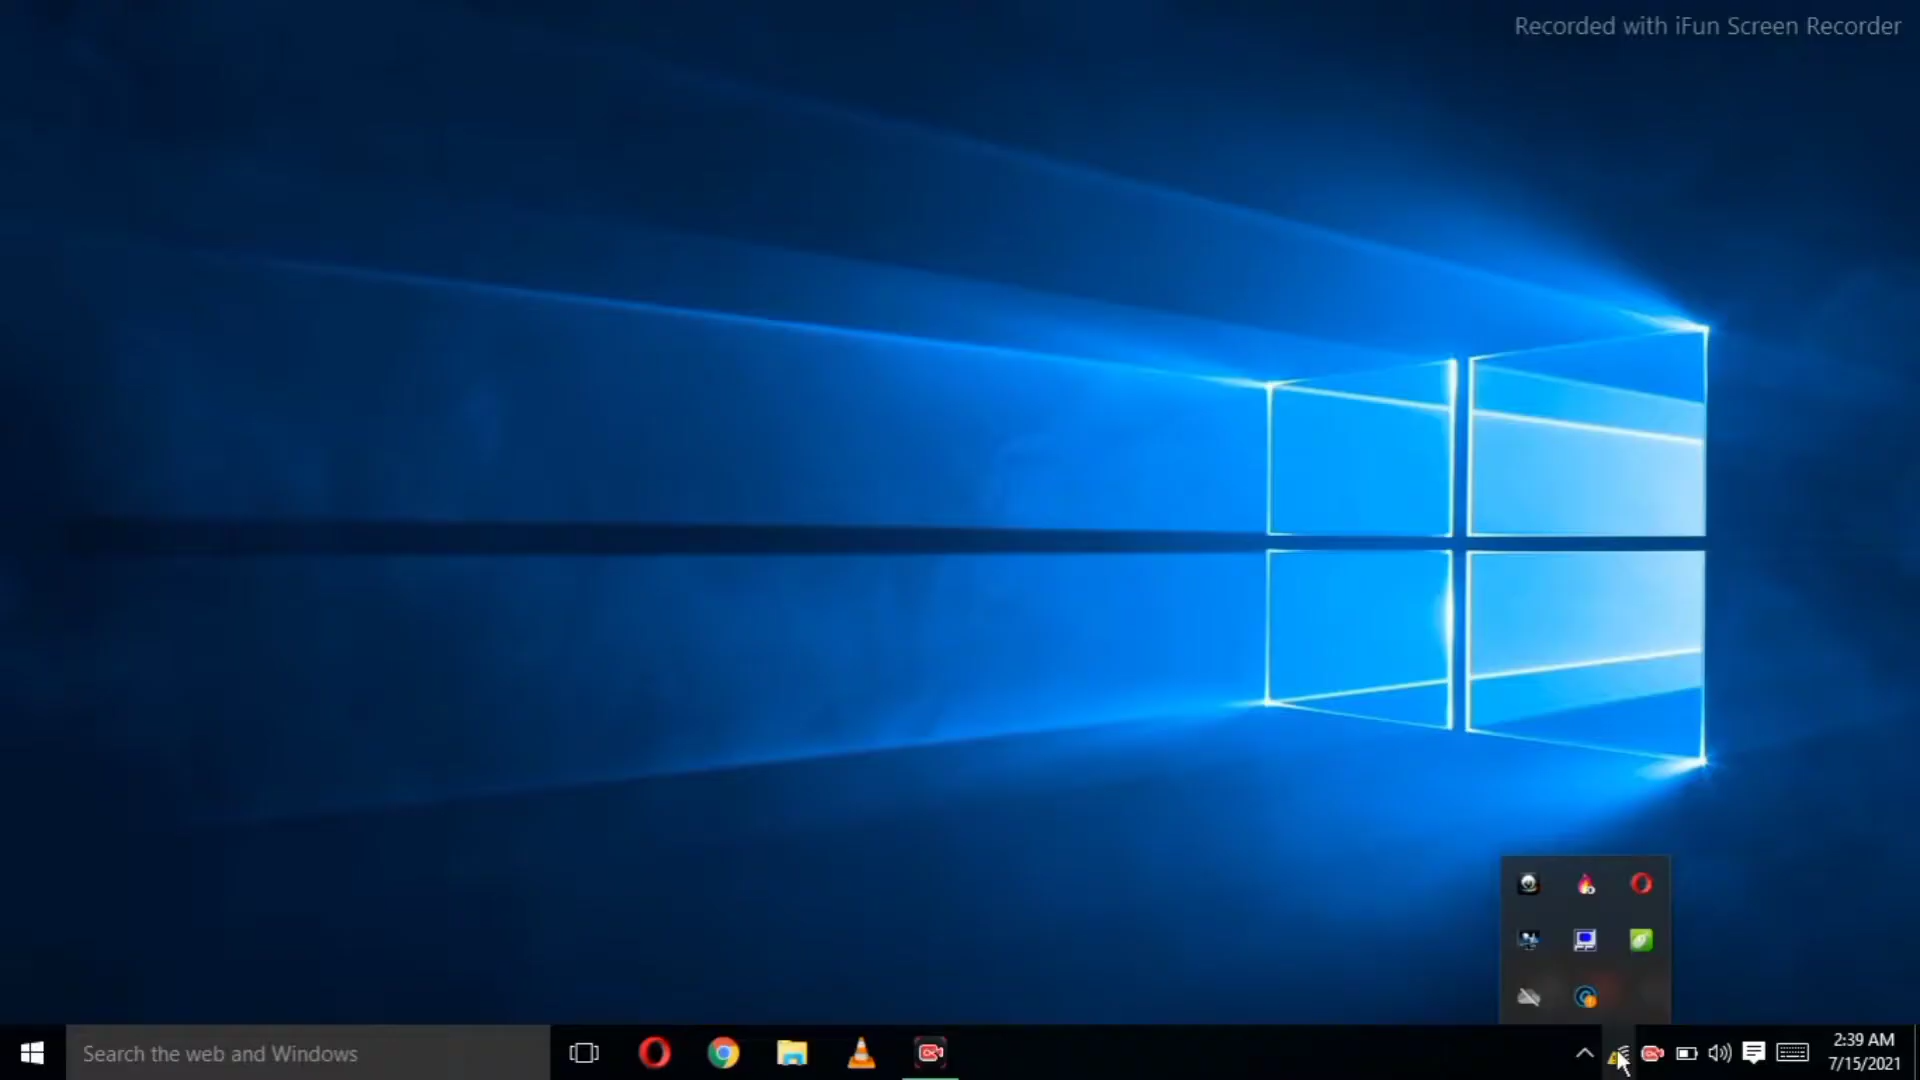 Recorded with iFun Screen Recorder
Search the web and Windows
2:39 AM
7/15/2021